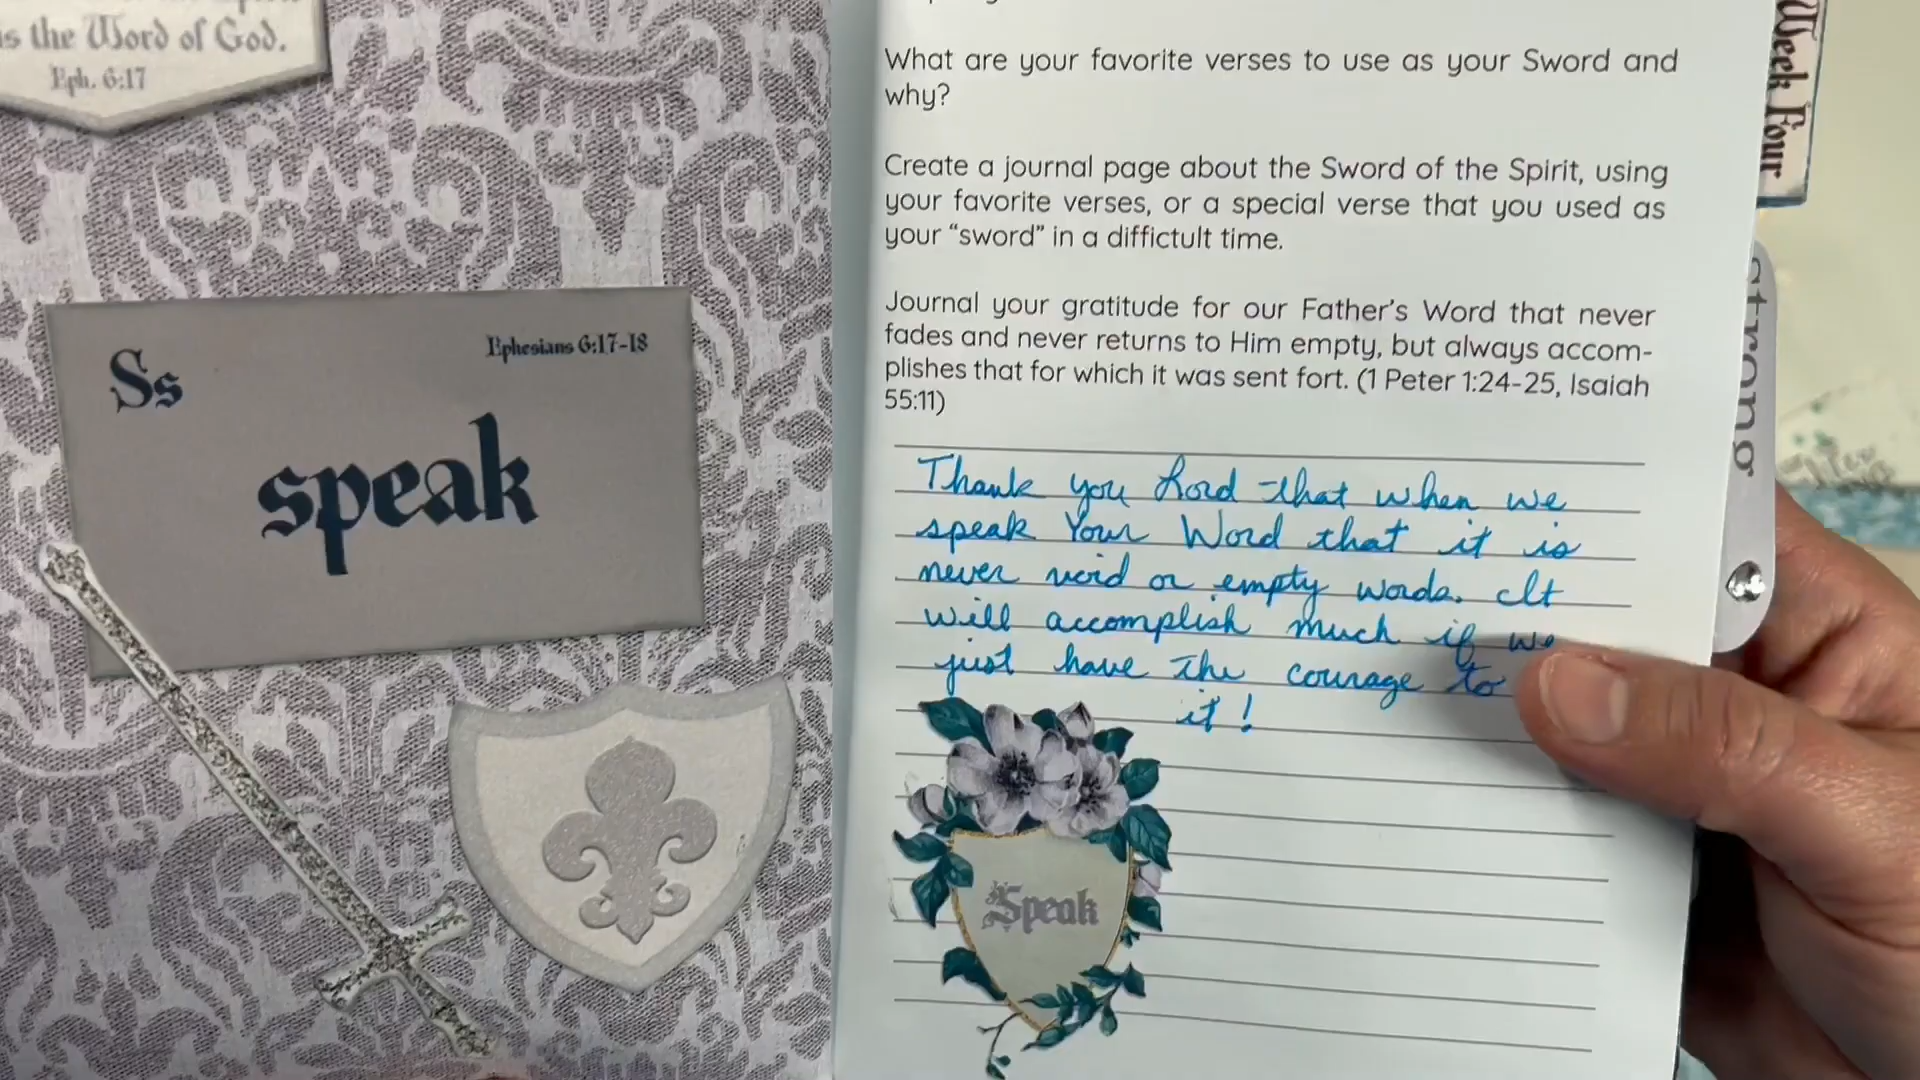 is the Word of God.
Eph. 6:17
Ss
Ephesians 6:17-18
speak
What are your favorite verses to use as your Sword and
why?
Create a journal page about the Sword of the Spirit, using
your favorite verses, or a special verse that you used as
your “sword” in a diffictult time.
Journal your gratitude for our Father’s Word that never
fades and never returns to Him empty, but always accom-
plishes that for which it was sent fort. (1 Peter 1:24-25, Isaiah
55:11)
Thank you Lord that when we
speak Your Word that it is
never void or empty words. It
will accomplish much if we
just have the courage to
it!
Speak
Week Four
Strong